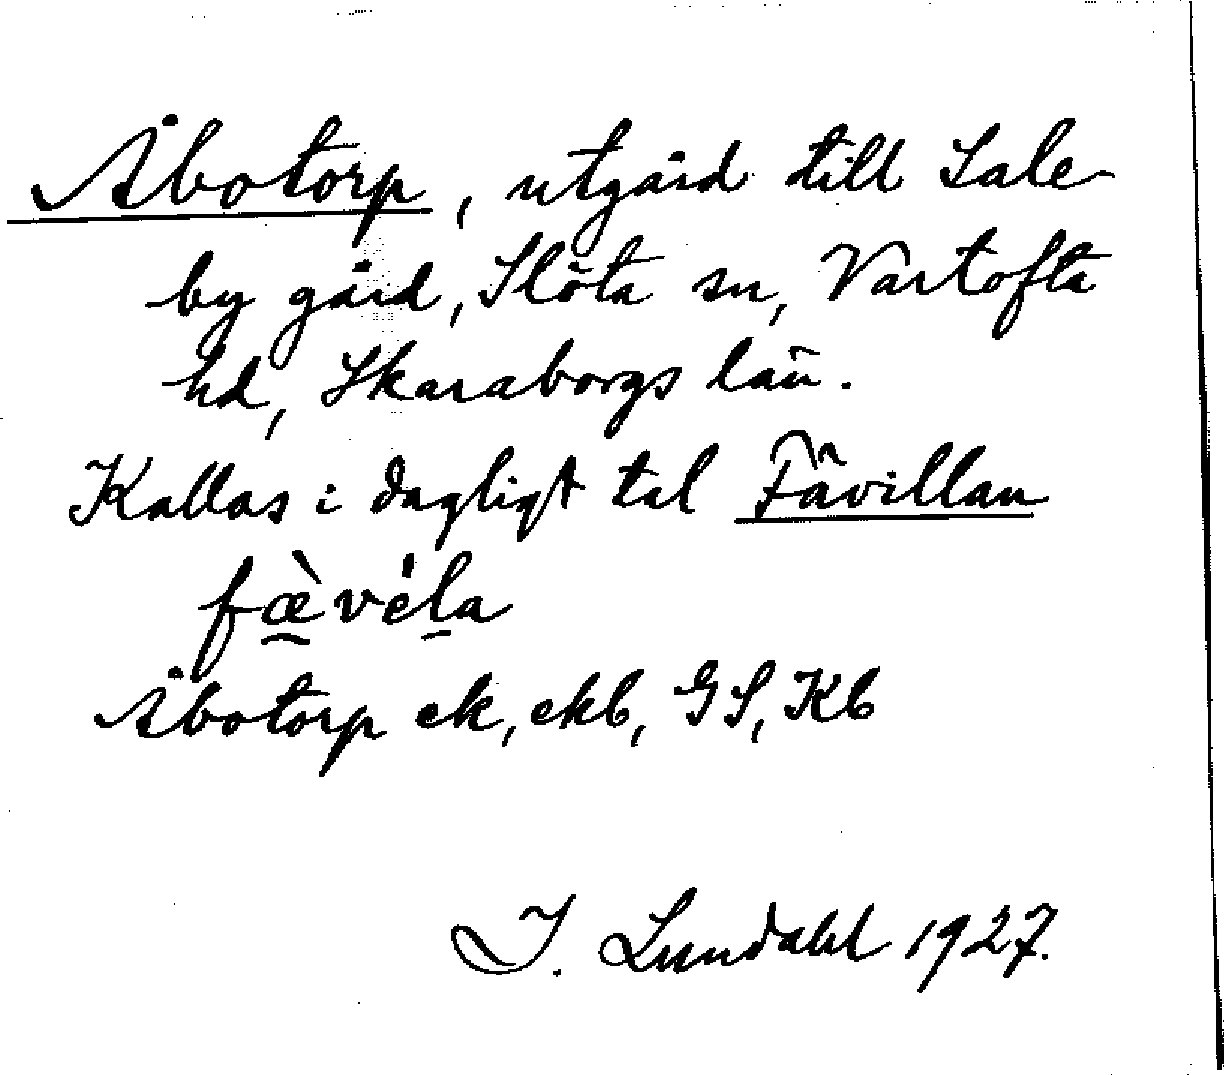 Åbotorp, utgård till Sale-
by gård, Slöta sn, Vartofta
hd, Skaraborgs län.
Kallas i dagligt tal Fävillan
fæ̀vėḷa
Åbotorp ek, ekb, GS, Kb
I. Lundahl 1927.